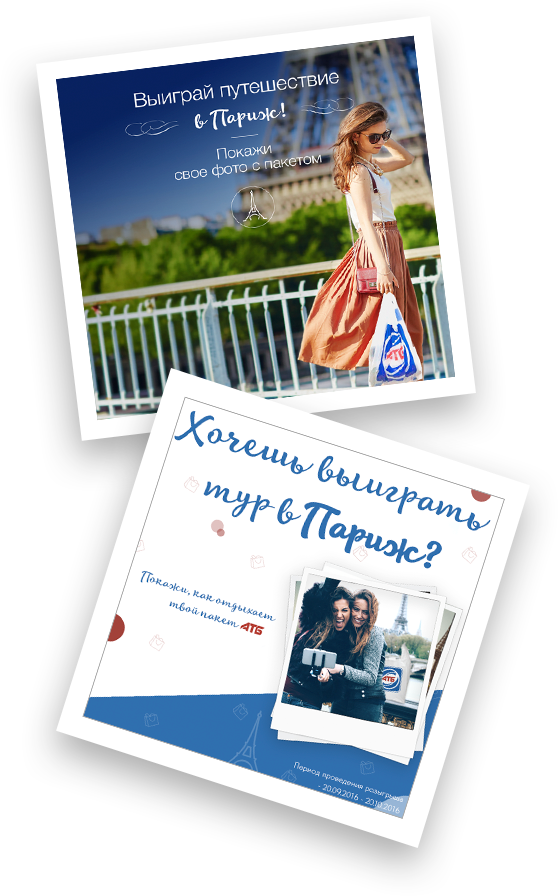 Выиграй путешествие
в Париж!
Покажи
свое фото с пакетом
АТБ
Хочешь выиграть
тур в Париж?
Покажи, как отдыхает
твой пакет АТБ
АТБ
Период проведения розыгрыша
- 20.09.2016 - 20.10.2016